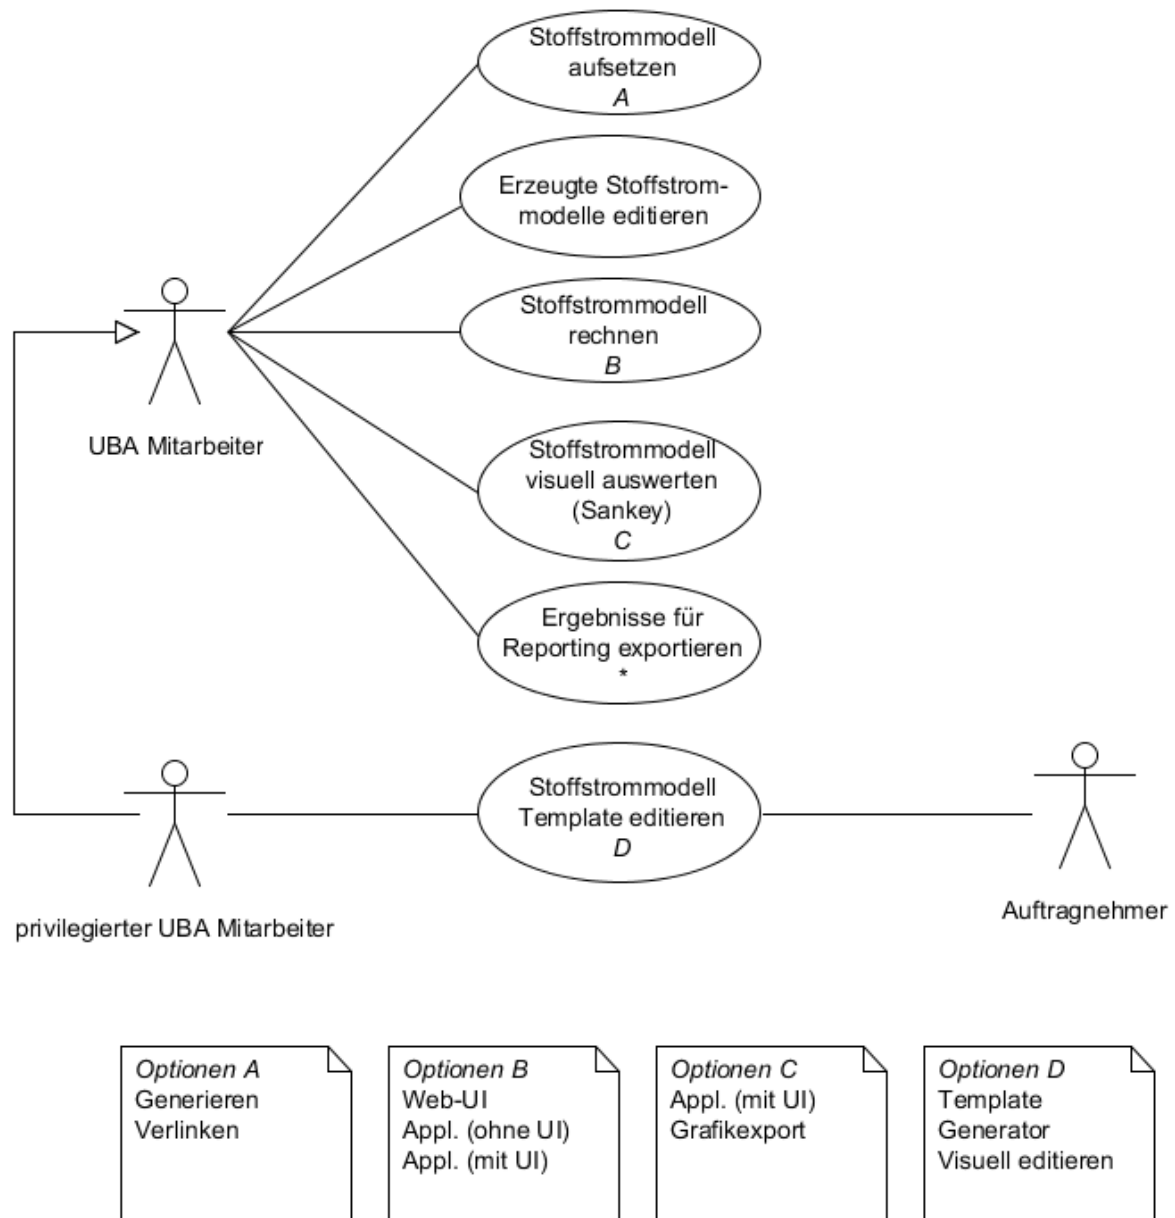 Stoffstrommodell
aufsetzen
A
Erzeugte Stoffstrom-
modelle editieren
Stoffstrommodell
rechnen
B
UBA Mitarbeiter
Stoffstrommodell
visuell auswerten
(Sankey)
C
Ergebnisse für
Reporting exportieren
*
Stoffstrommodell
Template editieren
D
privilegierter UBA Mitarbeiter
Auftragnehmer
Optionen A
Generieren
Verlinken
Optionen B
Web-UI
Appl. (ohne UI)
Appl. (mit UI)
Optionen C
Appl. (mit UI)
Grafikexport
Optionen D
Template
Generator
Visuell editieren